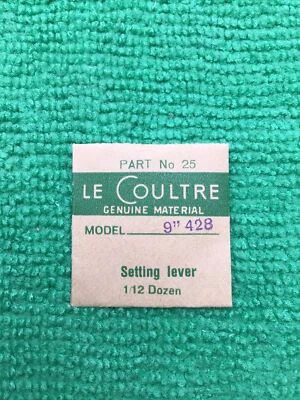 PART No 25
LE COULTRE
GENUINE MATERIAL
MODEL 9" 428
Setting lever
1/12 Dozen